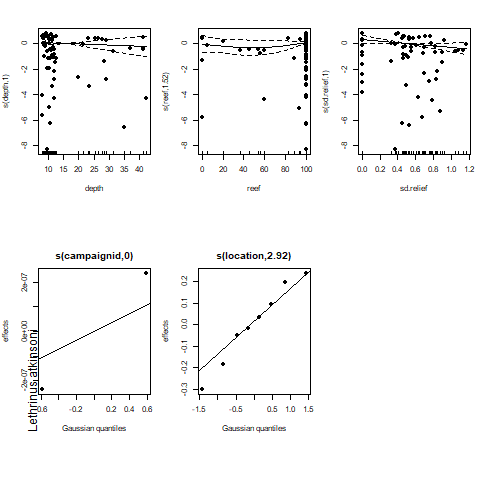 s(depth,1)
0
-2
-4
-6
-8
10 15 20 25 30 35 40
depth
s(reef,1.52)
0
-2
-4
-6
-8
0 20 40 60 80 100
reef
s(sd.relief,1)
0
-2
-4
-6
-8
0.0 0.2 0.4 0.6 0.8 1.0 1.2
sd.relief
s(campaignid,0)
effects
2e-07
0e+00
-2e-07
-0.6 -0.2 0.2 0.6
Gaussian quantiles
Lethrinus.atkinsoni
s(location,2.92)
effects
0.2
0.1
0.0
-0.1
-0.2
-0.3
-1.5 -0.5 0.5 1.5
Gaussian quantiles